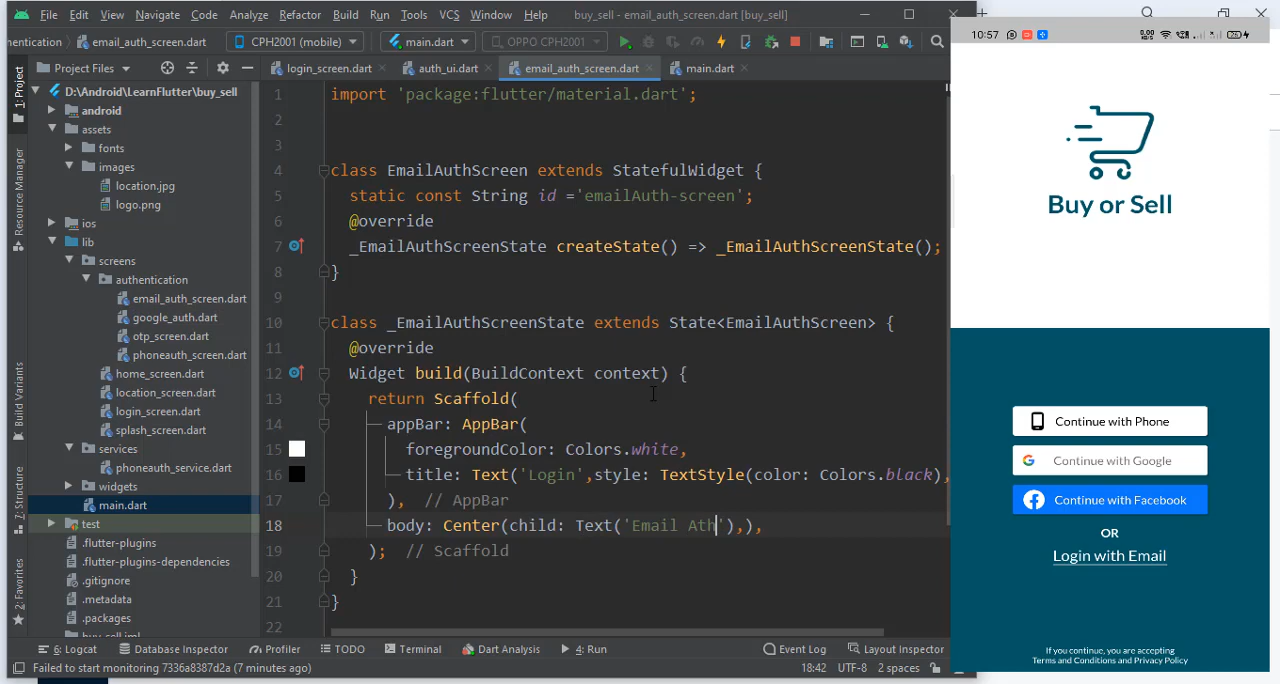 File Edit View Navigate Code Analyze Refactor Build Run Tools VCS Window Help buy_sell - email_auth_screen.dart [buy_sell]
hentication email_auth_screen.dart CPH2001 (mobile) main.dart OPPO CPH2001
Project Files
login_screen.dart auth_ui.dart email_auth_screen.dart main.dart
1: Project
Resource Manager
Build Variants
7: Structure
2: Favorites
D:\Android\LearnFlutter\buy_sell
android
assets
fonts
images
location.jpg
logo.png
ios
lib
screens
authentication
email_auth_screen.dart
google_auth.dart
otp_screen.dart
phoneauth_screen.dart
home_screen.dart
location_screen.dart
login_screen.dart
splash_screen.dart
services
phoneauth_service.dart
widgets
main.dart
test
.flutter-plugins
.flutter-plugins-dependencies
.gitignore
.metadata
.packages
buy_sell.iml
1 import 'package:flutter/material.dart';
2
3
4 class EmailAuthScreen extends StatefulWidget {
5 static const String id ='emailAuth-screen';
6 @override
7 _EmailAuthScreenState createState() => _EmailAuthScreenState();
8 }
9
10 class _EmailAuthScreenState extends State<EmailAuthScreen> {
11 @override
12 Widget build(BuildContext context) {
13 return Scaffold(
14 appBar: AppBar(
15 foregroundColor: Colors.white,
16 title: Text('Login',style: TextStyle(color: Colors.black),
17 ), // AppBar
18 body: Center(child: Text('Email Ath'),),
19 ); // Scaffold
20 }
21 }
22
6: Logcat Database Inspector Profiler TODO Terminal Dart Analysis 4: Run Event Log Layout Inspector
Failed to start monitoring 7336a8387d2a (7 minutes ago) 18:42 UTF-8 2 spaces
10:57
Buy or Sell
Continue with Phone
Continue with Google
Continue with Facebook
OR
Login with Email
If you continue, you are accepting
Terms and Conditions and Privacy Policy